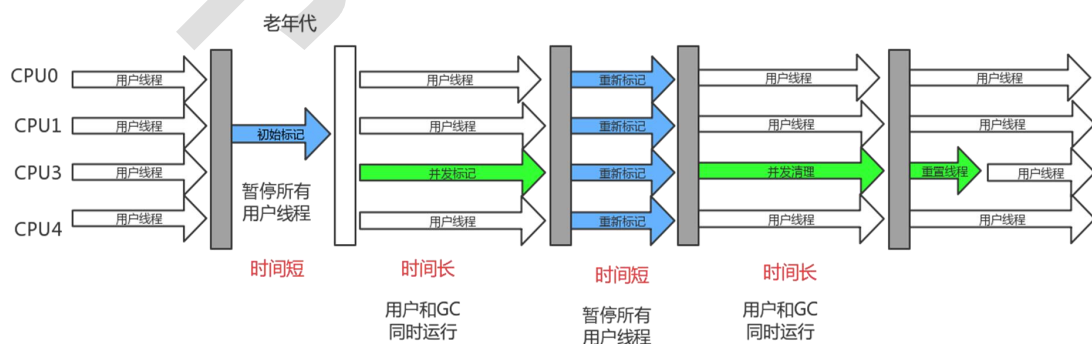 老年代
CPU0 用户线程 用户线程 重新标记 用户线程 用户线程
CPU1 用户线程 初始标记 用户线程 重新标记 用户线程 用户线程
CPU3 用户线程 并发标记 重新标记 并发清理 重宣线程 用户线程
CPU4 用户线程 用户线程 重新标记 用户线程 用户线程
暂停所有
用户线程
时间短 时间长 时间短 时间长
用户和GC
同时运行
暂停所有
用户线程
用户和GC
同时运行